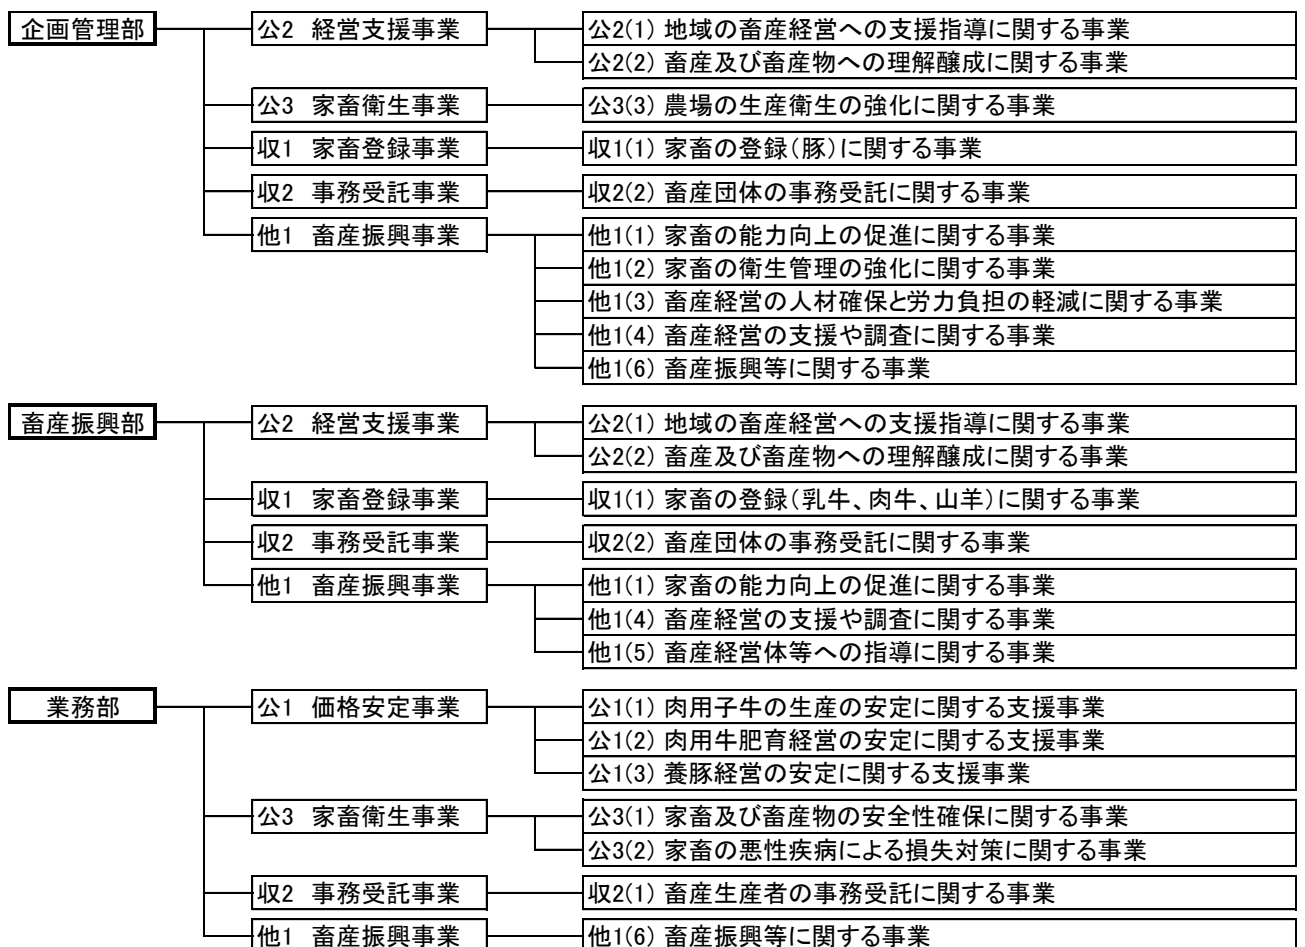 企画管理部 公2 経営支援事業 公2(1) 地域の畜産経営への支援指導に関する事業
公2(2) 畜産及び畜産物への理解醸成に関する事業
公3 家畜衛生事業 公3(3) 農場の生産衛生の強化に関する事業
収1 家畜登録事業 収1(1) 家畜の登録(豚)に関する事業
収2 事務受託事業 収2(2) 畜産団体の事務受託に関する事業
他1 畜産振興事業 他1(1) 家畜の能力向上の促進に関する事業
他1(2) 家畜の衛生管理の強化に関する事業
他1(3) 畜産経営の人材確保と労力負担の軽減に関する事業
他1(4) 畜産経営の支援や調査に関する事業
他1(6) 畜産振興等に関する事業
畜産振興部 公2 経営支援事業 公2(1) 地域の畜産経営への支援指導に関する事業
公2(2) 畜産及び畜産物への理解醸成に関する事業
収1 家畜登録事業 収1(1) 家畜の登録(乳牛、肉牛、山羊)に関する事業
収2 事務受託事業 収2(2) 畜産団体の事務受託に関する事業
他1 畜産振興事業 他1(1) 家畜の能力向上の促進に関する事業
他1(4) 畜産経営の支援や調査に関する事業
他1(5) 畜産経営体等への指導に関する事業
業務部 公1 価格安定事業 公1(1) 肉用子牛の生産の安定に関する支援事業
公1(2) 肉用牛肥育経営の安定に関する支援事業
公1(3) 養豚経営の安定に関する支援事業
公3 家畜衛生事業 公3(1) 家畜及び畜産物の安全性確保に関する事業
公3(2) 家畜の悪性疾病による損失対策に関する事業
収2 事務受託事業 収2(1) 畜産生産者の事務受託に関する事業
他1 畜産振興事業 他1(6) 畜産振興等に関する事業